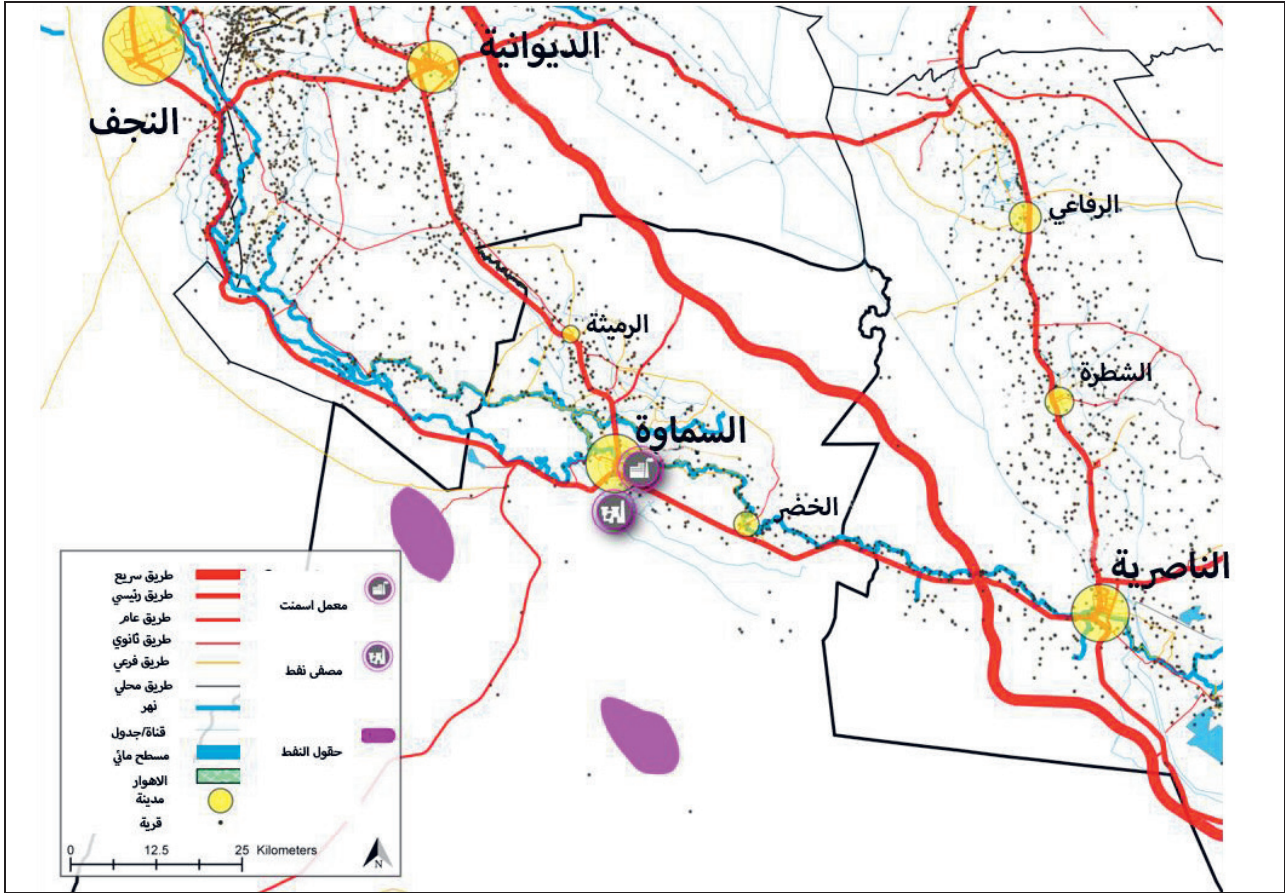 الديوانية
النجف
الرفاغي
الرميثة
الشطرة
السماوة
الخضر
الناصرية
طريق سريع
طريق رئيسي
طريق عام
طريق ثانوي
طريق فرعي
طريق محلي
نهر
قناة/جدول
مسطح مائي
الاهوار
مدينة
قرية
معمل اسمنت
مصفى نفط
حقول النفط
0 12.5 25 Kilometers
N